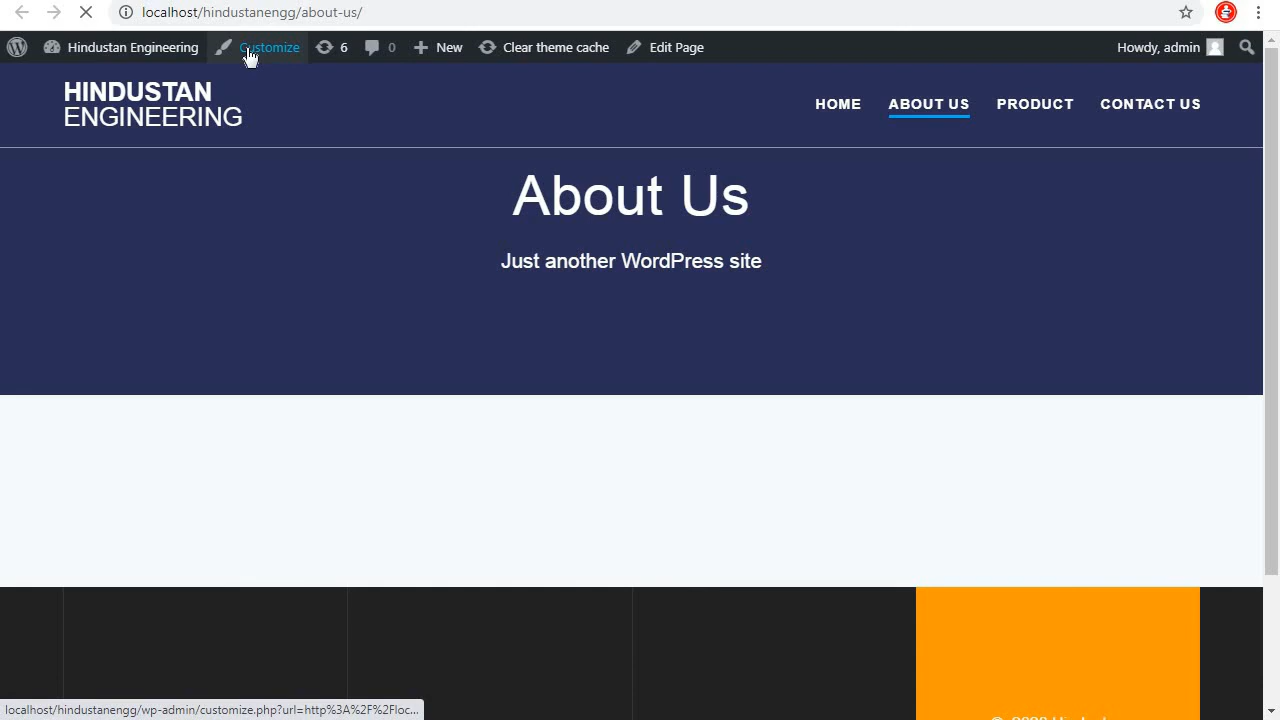 localhost/hindustanengg/about-us/
Hindustan Engineering Customize 6 0 New Clear theme cache Edit Page Howdy, admin
HINDUSTAN
ENGINEERING
HOME ABOUT US PRODUCT CONTACT US
About Us
Just another WordPress site
localhost/hindustanengg/wp-admin/customize.php?url=http%3A%2F%2Floc...